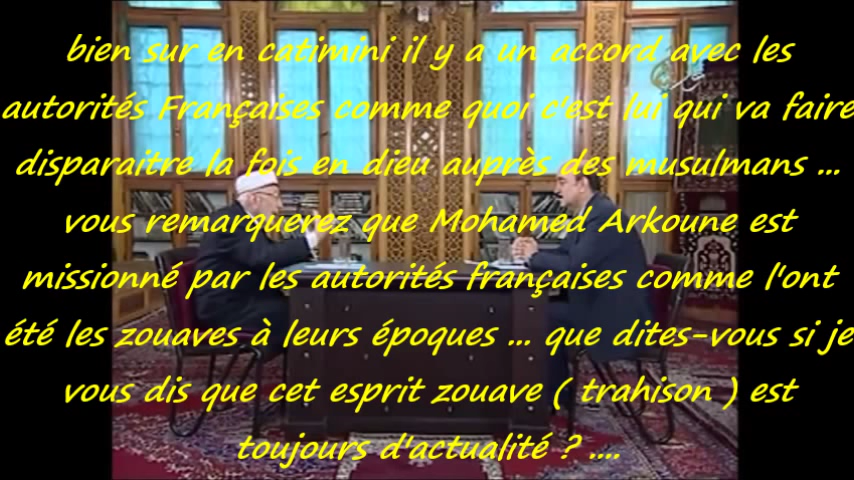 bien sur en catimini il y a un accord avec les
autorités Françaises comme quoi c'est lui qui va faire
disparaitre la fois en dieu auprès des musulmans ...
vous remarquerez que Mohamed Arkoune est
missionné par les autorités françaises comme l'ont
été les zouaves à leurs époques ... que dites-vous si je
vous dis que cet esprit zouave ( trahison ) est
toujours d'actualité ? ....